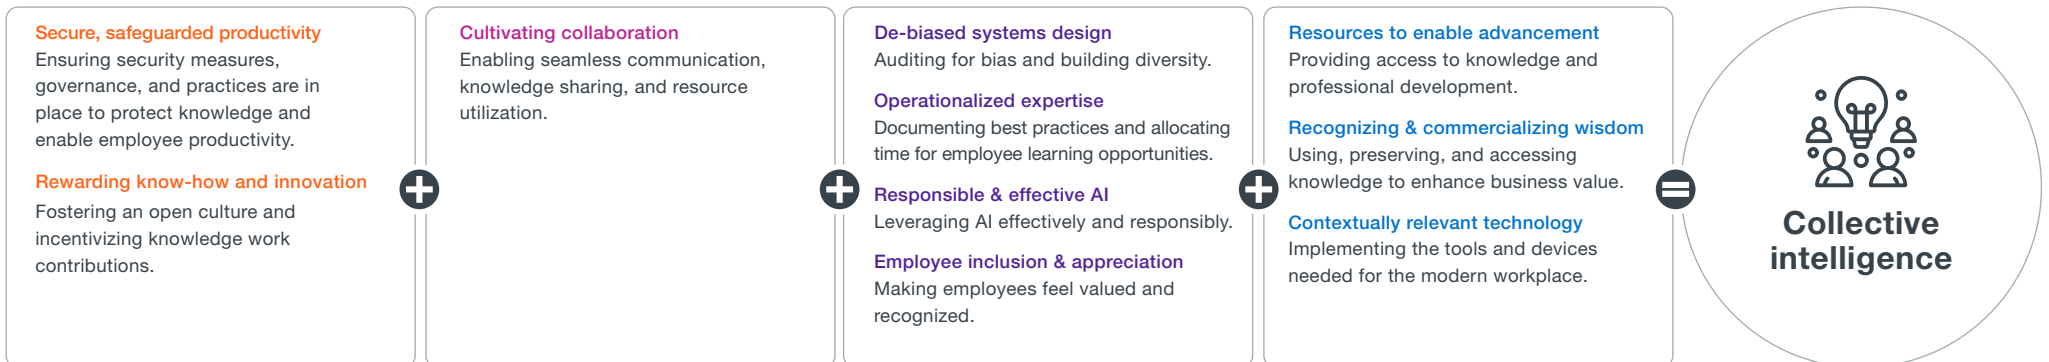 Secure, safeguarded productivity
Ensuring security measures,
governance, and practices are in
place to protect knowledge and
enable employee productivity.
Rewarding know-how and innovation
Fostering an open culture and
incentivizing knowledge work
contributions.
Cultivating collaboration
Enabling seamless communication,
knowledge sharing, and resource
utilization.
De-biased systems design
Auditing for bias and building diversity.
Operationalized expertise
Documenting best practices and allocating
time for employee learning opportunities.
Responsible & effective AI
Leveraging AI effectively and responsibly.
Employee inclusion & appreciation
Making employees feel valued and
recognized.
Resources to enable advancement
Providing access to knowledge and
professional development.
Recognizing & commercializing wisdom
Using, preserving, and accessing
knowledge to enhance business value.
Contextually relevant technology
Implementing the tools and devices
needed for the modern workplace.
Collective
intelligence